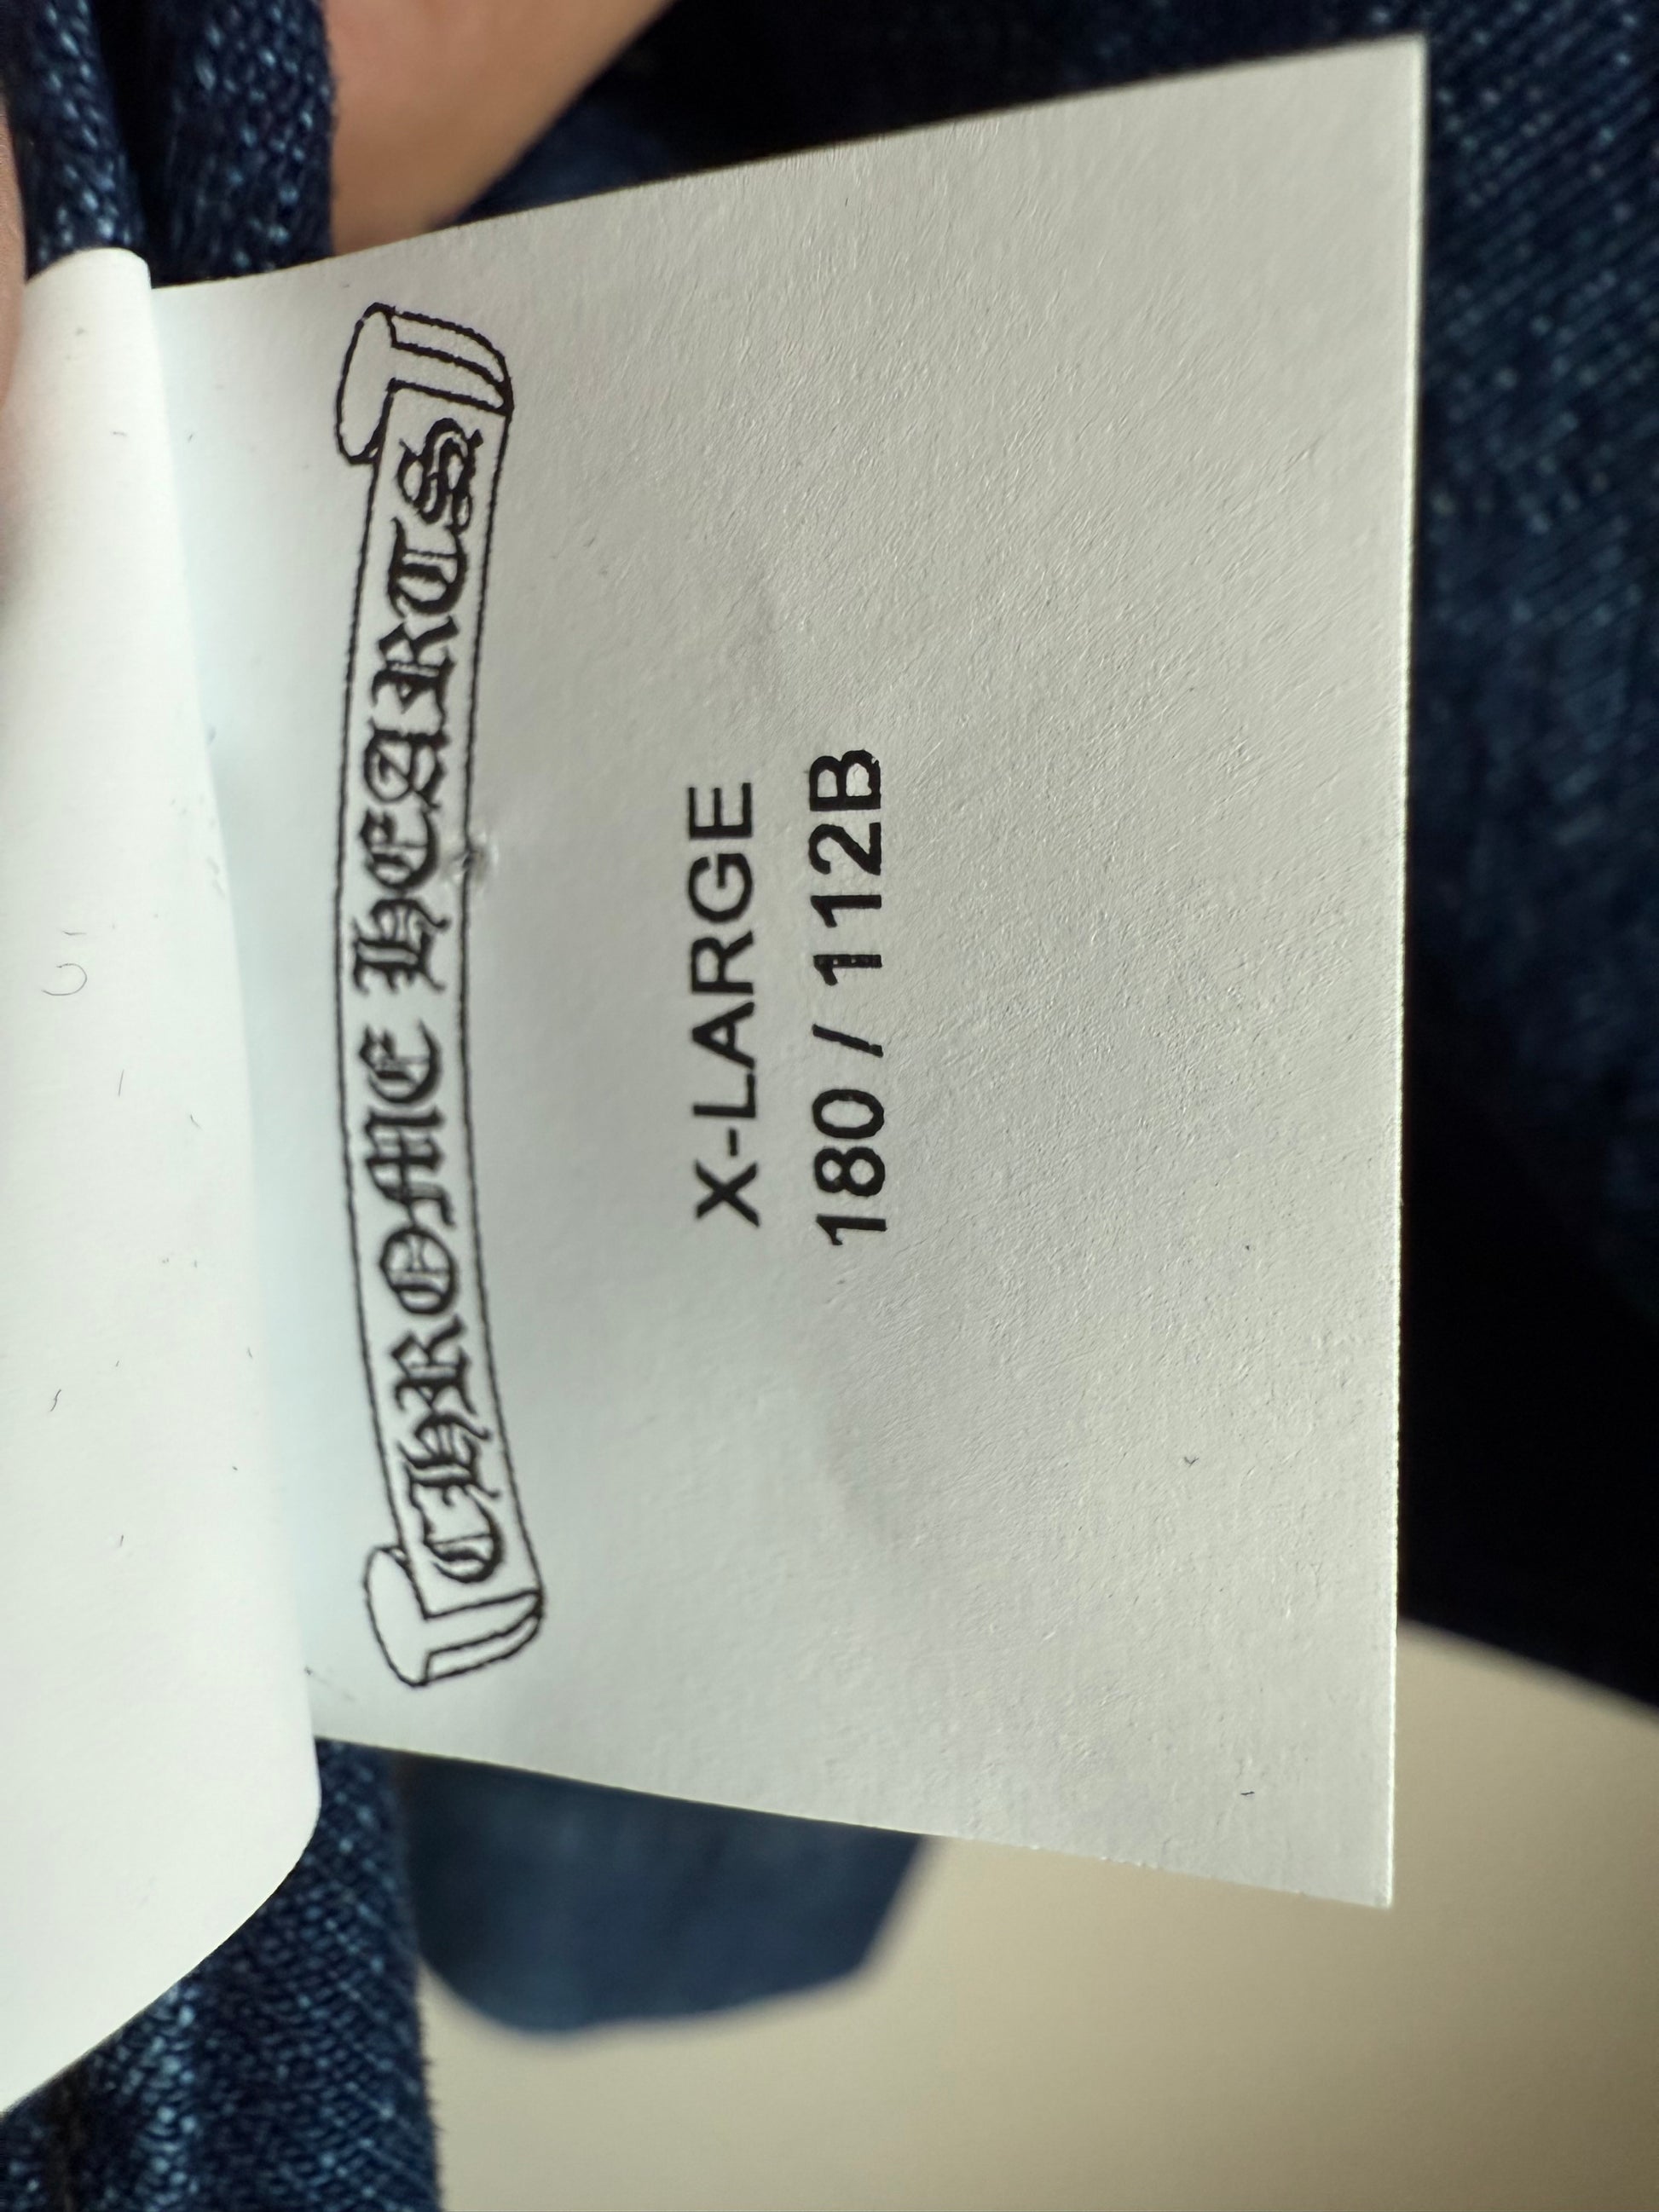 CHROME HEARTS
X-LARGE
180 / 112B